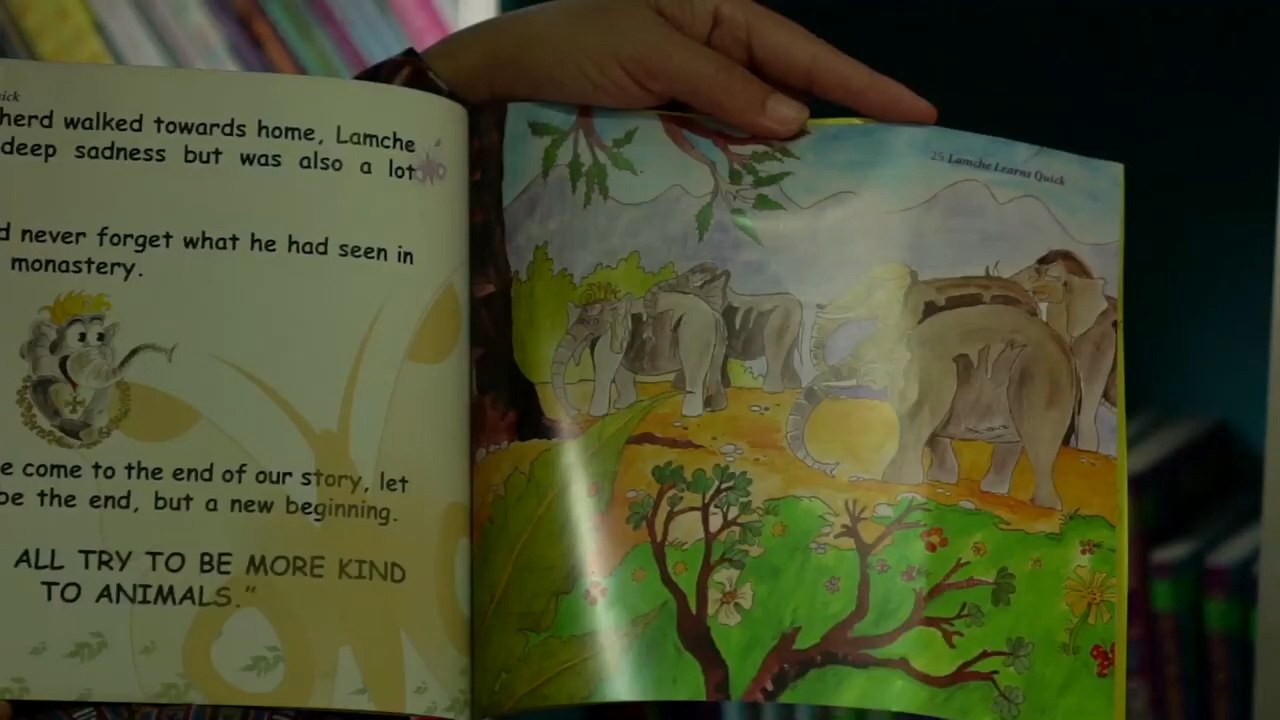 herd walked towards home, Lamche
deep sadness but was also a lot
never forget what he had seen in
monastery.
come to the end of our story, let
be the end, but a new beginning.
ALL TRY TO BE MORE KIND
TO ANIMALS."
25 Lamche Learns Quick